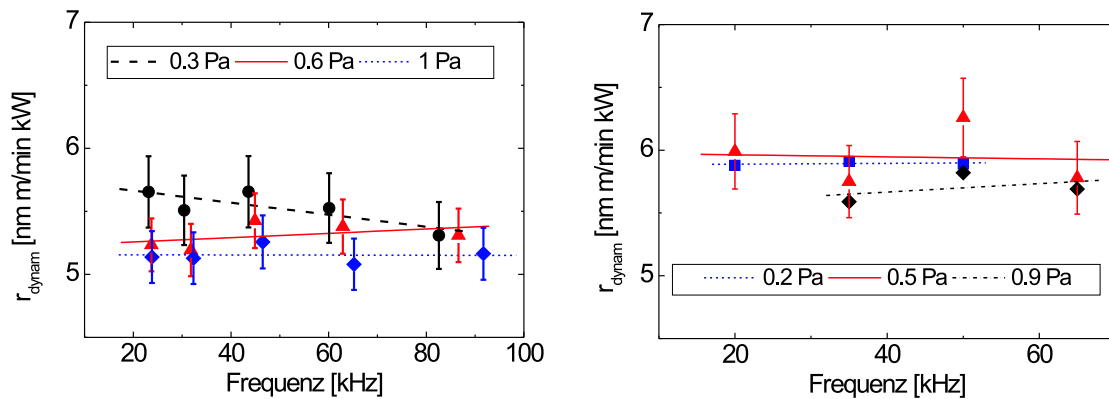 7
6
5
r_dynam [nm m/min kW]
0.3 Pa 0.6 Pa 1 Pa
20 40 60 80 100
Frequenz [kHz]
7
6
5
r_dynam [nm m/min kW]
0.2 Pa 0.5 Pa 0.9 Pa
20 40 60
Frequenz [kHz]